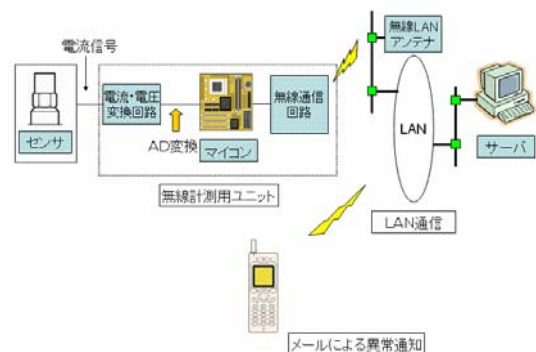 電流信号
センサ
電流・電圧
変換回路
AD変換
マイコン
無線通信
回路
無線計測用ユニット
無線LAN
アンテナ
LAN
サーバ
LAN通信
メールによる異常通知